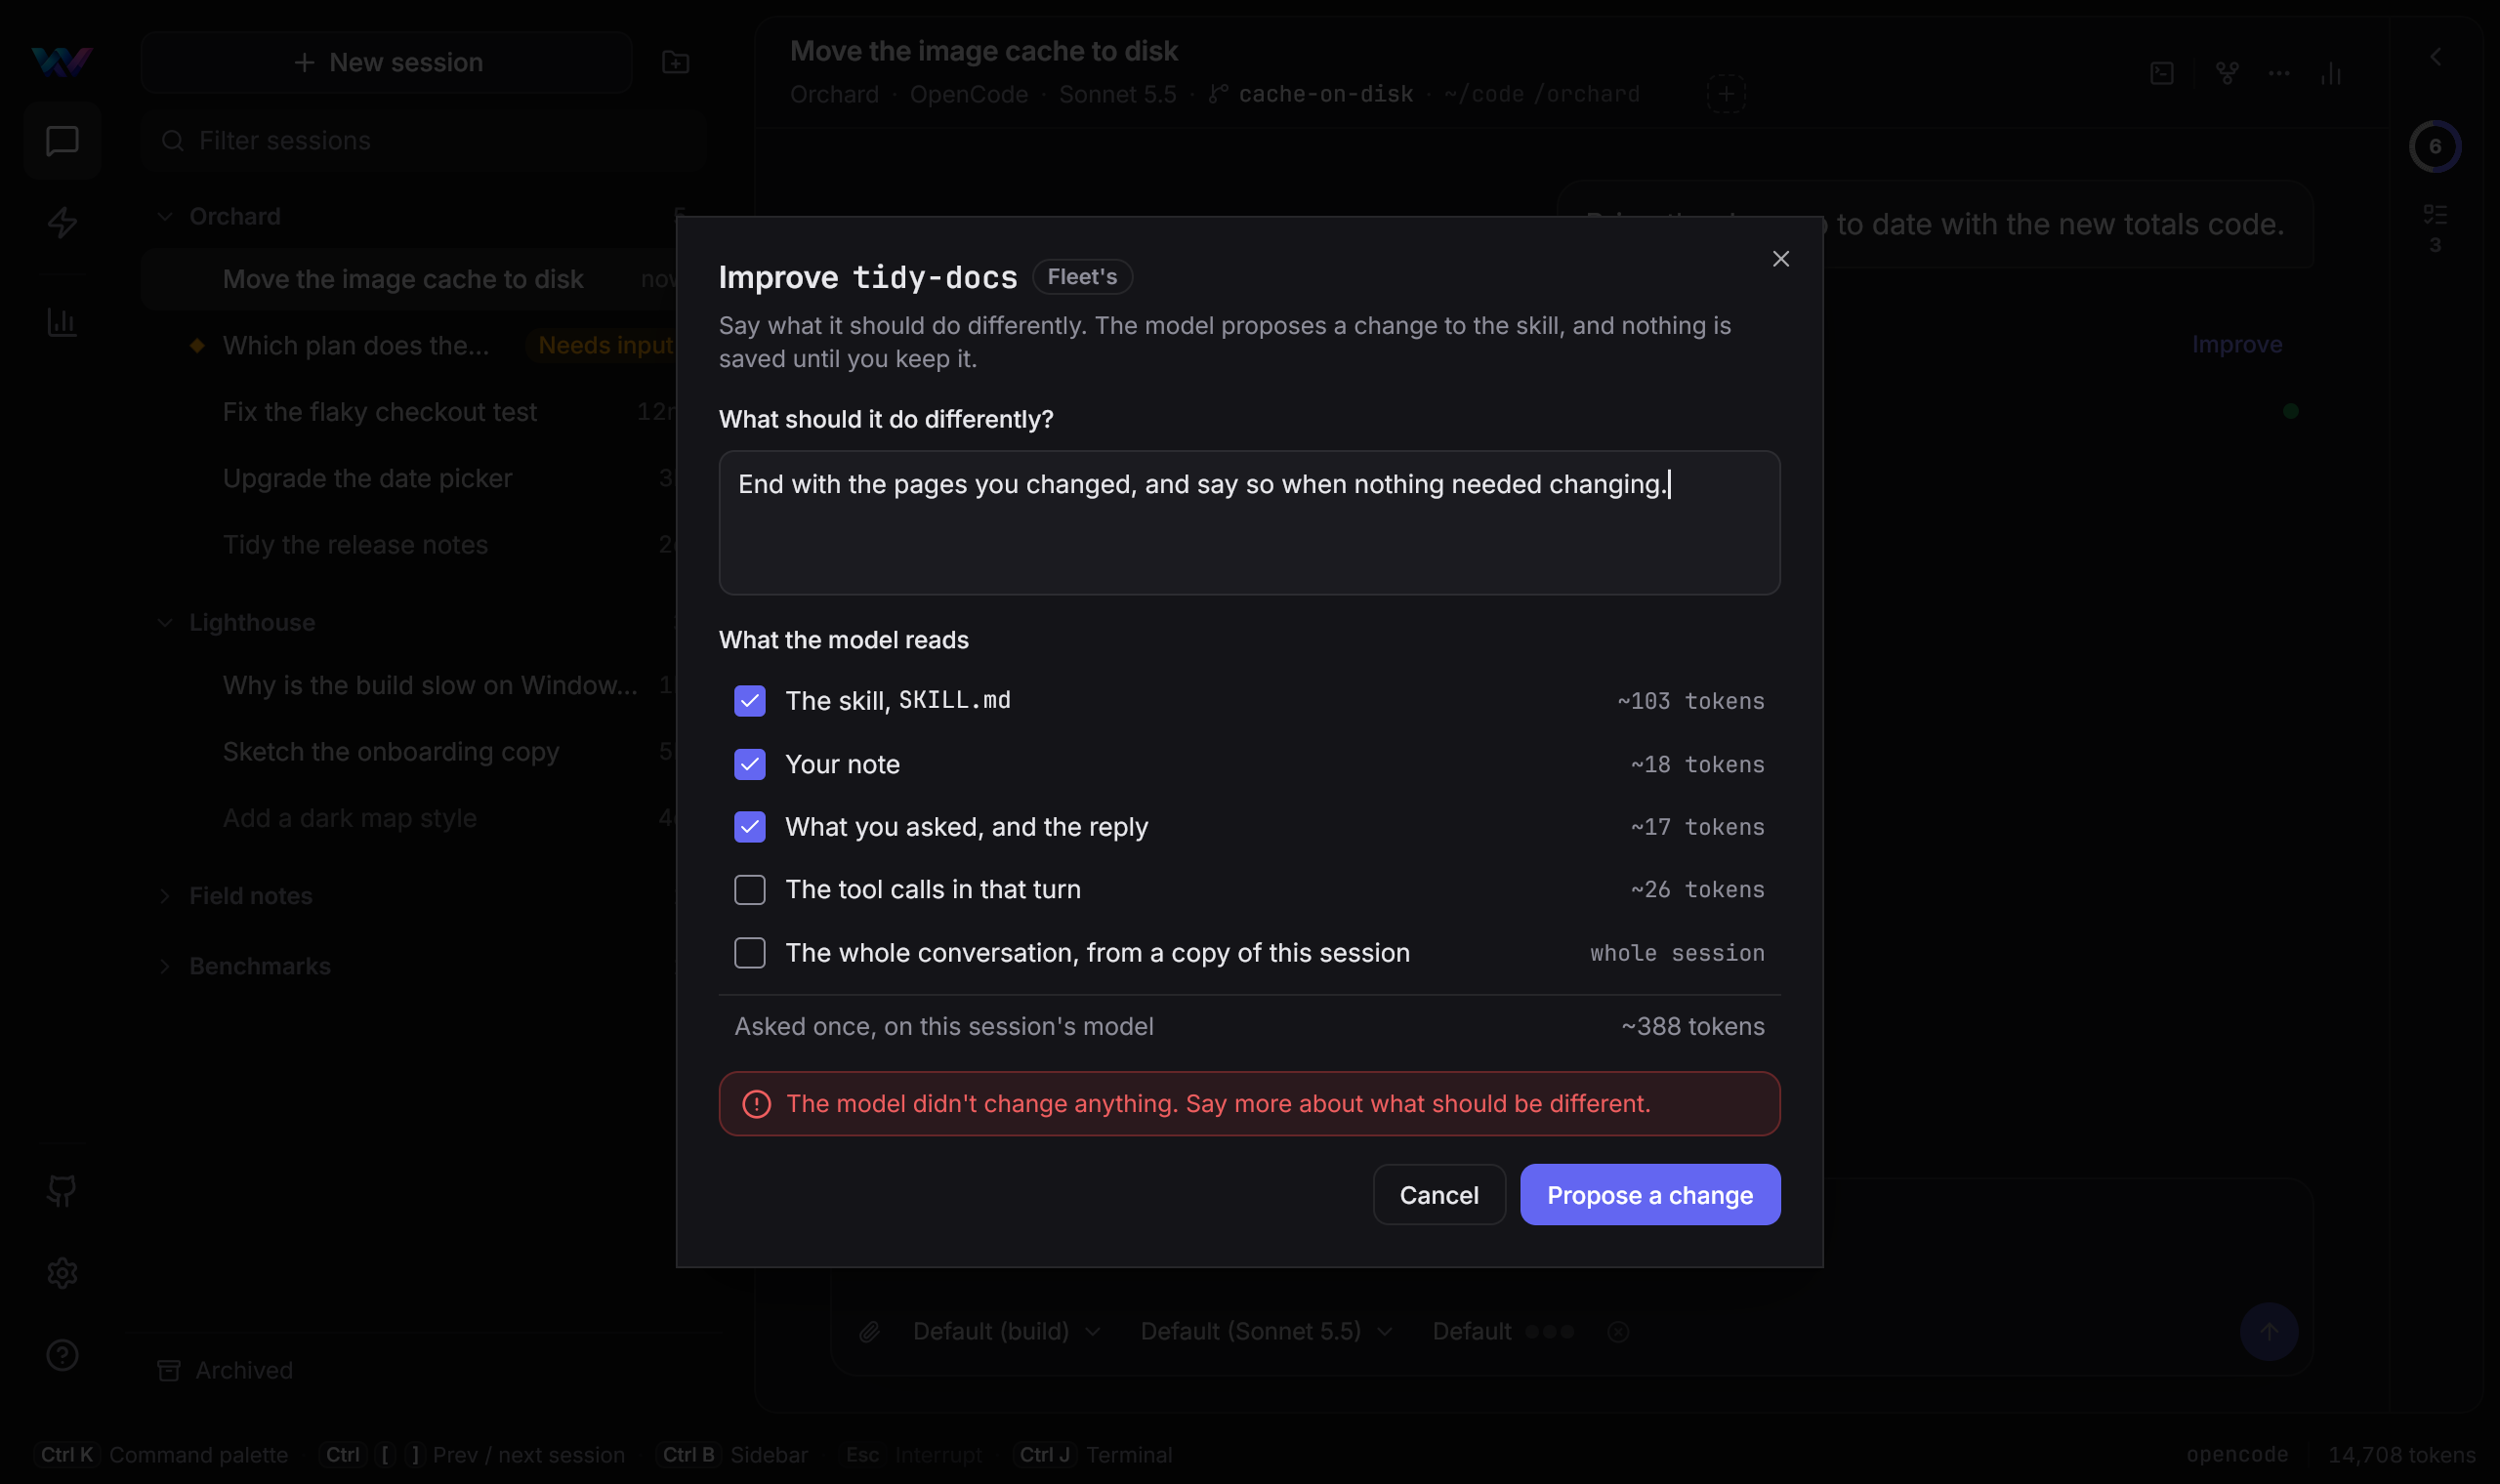 New session
Filter sessions
Orchard
Move the image cache to disk
Which plan does the...
Needs input
Fix the flaky checkout test
Upgrade the date picker
Tidy the release notes
Lighthouse
Why is the build slow on Window...
Sketch the onboarding copy
Add a dark map style
Field notes
Benchmarks
Archived
Move the image cache to disk
Orchard · OpenCode · Sonnet 5.5 · cache-on-disk · ~/code /orchard
6
3
to date with the new totals code.
Improve
Improve tidy-docs Fleet's
Say what it should do differently. The model proposes a change to the skill, and nothing is
saved until you keep it.
What should it do differently?
End with the pages you changed, and say so when nothing needed changing.
What the model reads
The skill, SKILL.md ~103 tokens
Your note ~18 tokens
What you asked, and the reply ~17 tokens
The tool calls in that turn ~26 tokens
The whole conversation, from a copy of this session whole session
Asked once, on this session's model ~388 tokens
The model didn't change anything. Say more about what should be different.
Cancel Propose a change
Default (build) Default (Sonnet 5.5) Default
Ctrl K Command palette Ctrl [ ] Prev / next session Ctrl B Sidebar Esc Interrupt Ctrl J Terminal opencode 14,708 tokens